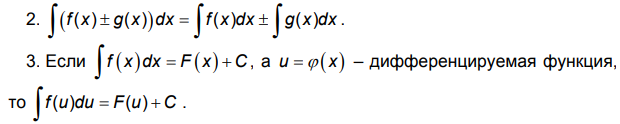 2. ∫(f(x) ± g(x))dx = ∫f(x)dx ± ∫g(x)dx .
3. Если ∫f(x)dx = F(x) + C, а u = φ(x) – дифференцируемая функция,
то ∫f(u)du = F(u) + C .